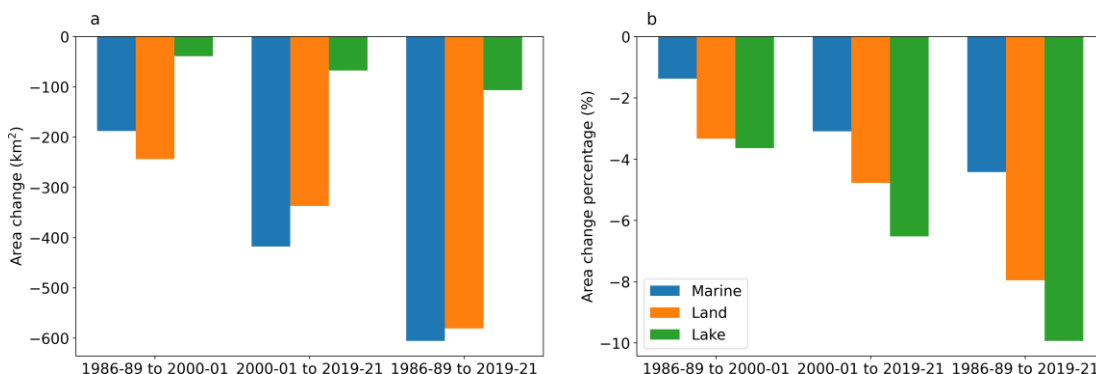 a
Area change (km²)
0
−100
−200
−300
−400
−500
−600
1986-89 to 2000-01 2000-01 to 2019-21 1986-89 to 2019-21
b
Area change percentage (%)
0
−2
−4
−6
−8
−10
Marine
Land
Lake
1986-89 to 2000-01 2000-01 to 2019-21 1986-89 to 2019-21